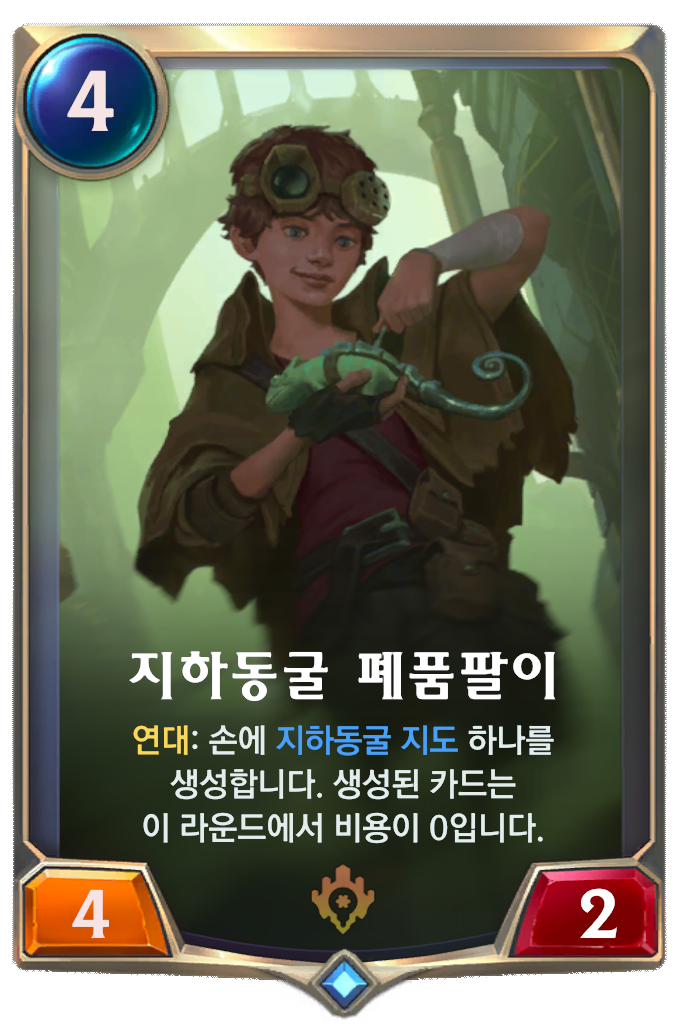 4
지하동굴 폐품팔이
연대: 손에 지하동굴 지도 하나를
생성합니다. 생성된 카드는
이 라운드에서 비용이 0입니다.
4
2